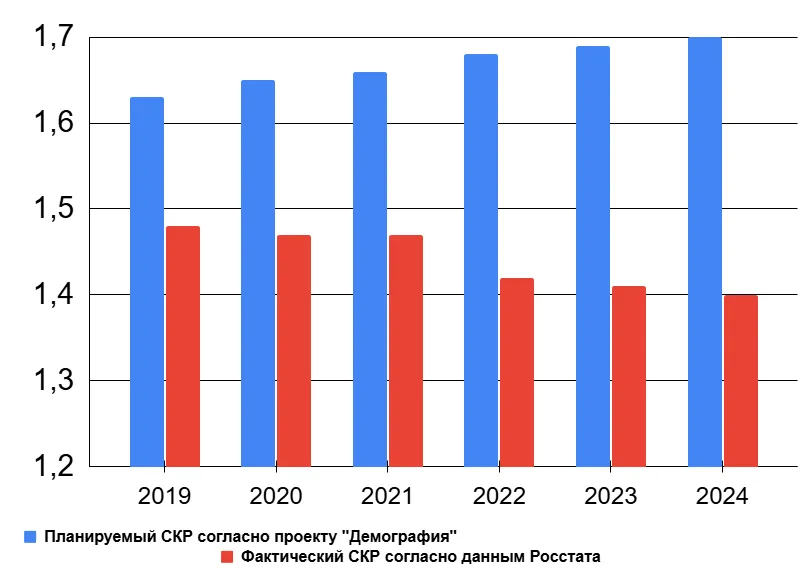 1,7
1,6
1,5
1,4
1,3
1,2
2019 2020 2021 2022 2023 2024
Планируемый СКР согласно проекту "Демография"
Фактический СКР согласно данным Росстата